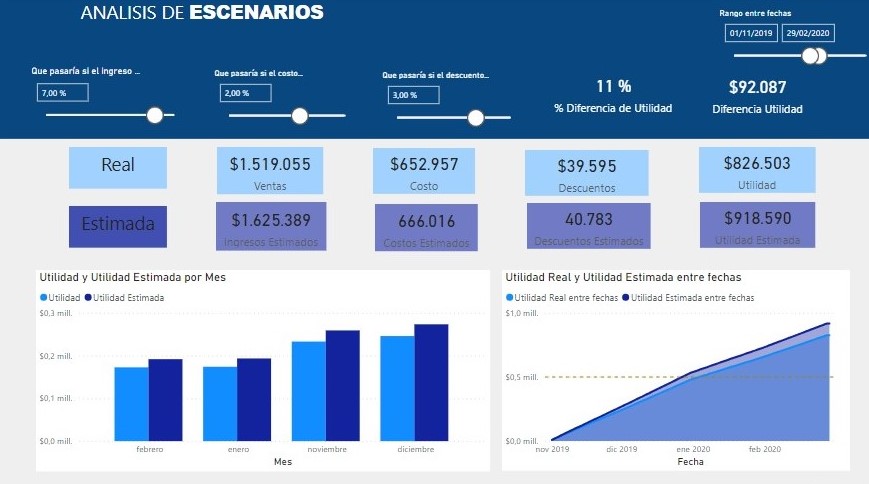 ANALISIS DE ESCENARIOS
Rango entre fechas
01/11/2019 29/02/2020
Que pasaría si el ingreso ...
7,00 %
Que pasaría si el costo...
2,00 %
Que pasaría si el descuento...
3,00 %
11 %
% Diferencia de Utilidad
$92.087
Diferencia Utilidad
Real
$1.519.055
Ventas
$652.957
Costo
$39.595
Descuentos
$826.503
Utilidad
Estimada
$1.625.389
Ingresos Estimados
666.016
Costos Estimados
40.783
Descuentos Estimados
$918.590
Utilidad Estimada
Utilidad y Utilidad Estimada por Mes
Utilidad Utilidad Estimada
$0,3 mill.
$0,2 mill.
$0,1 mill.
$0,0 mill.
febrero enero noviembre diciembre
Mes
Utilidad Real y Utilidad Estimada entre fechas
Utilidad Real entre fechas Utilidad Estimada entre fechas
$1,0 mill.
$0,5 mill.
$0,0 mill.
nov 2019 dic 2019 ene 2020 feb 2020
Fecha